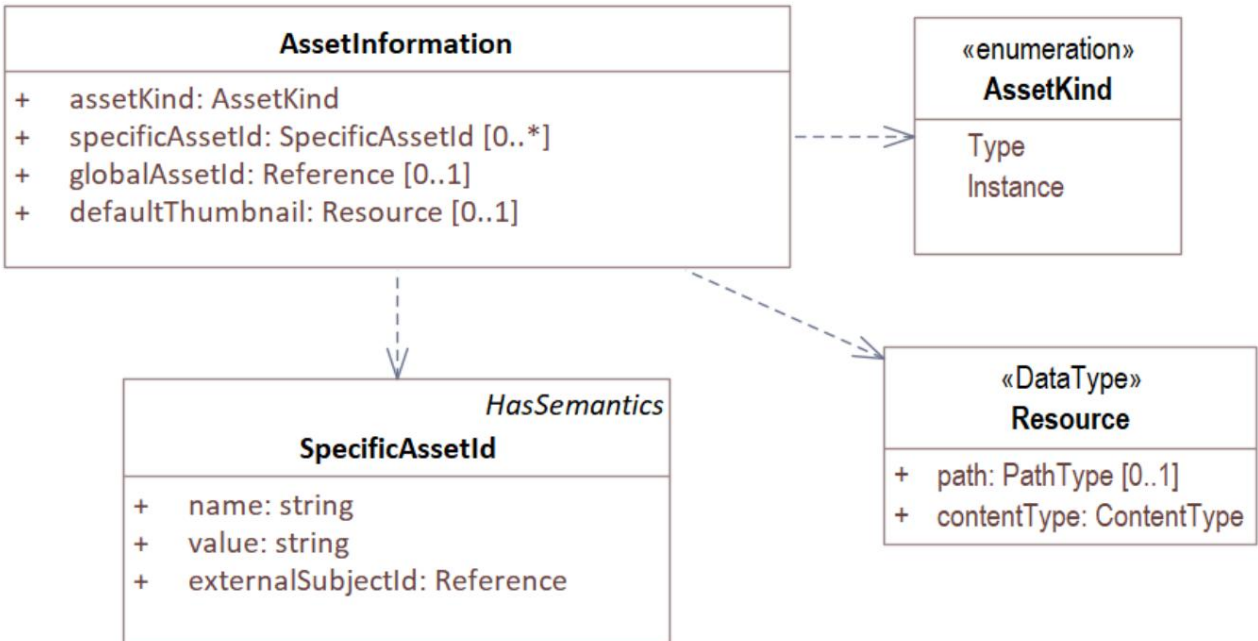 AssetInformation
+ assetKind: AssetKind
+ specificAssetId: SpecificAssetId [0..*]
+ globalAssetId: Reference [0..1]
+ defaultThumbnail: Resource [0..1]
«enumeration»
AssetKind
Type
Instance
HasSemantics
SpecificAssetId
+ name: string
+ value: string
+ externalSubjectId: Reference
«DataType»
Resource
+ path: PathType [0..1]
+ contentType: ContentType